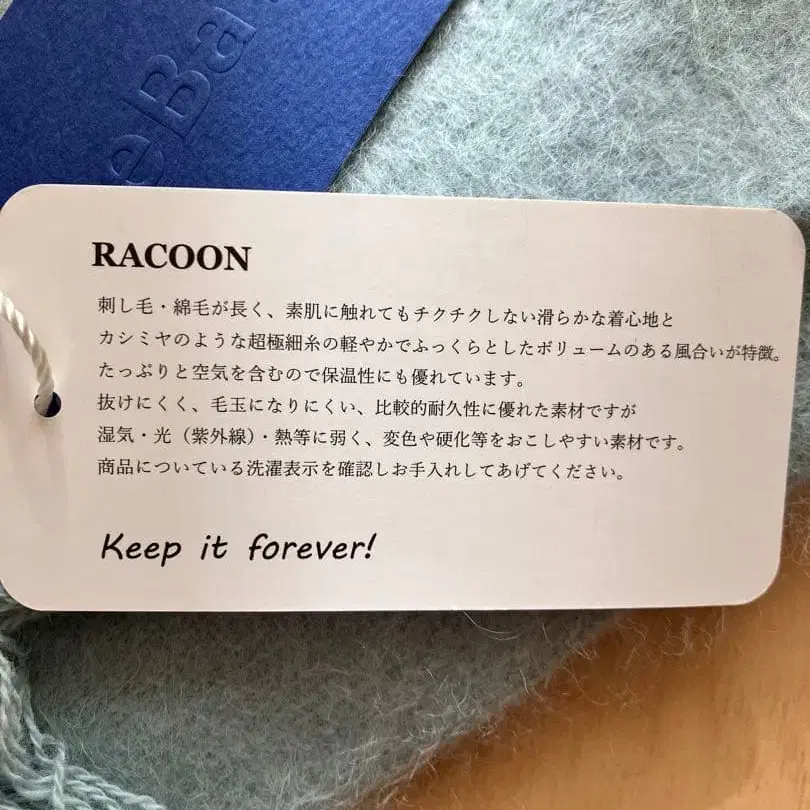 eBa
RACOON
刺し毛・綿毛が長く、素肌に触れてもチクチクしない滑らかな着心地と
カシミヤのような超極細糸の軽やかでふっくらとしたボリュームのある風合いが特徴。
たっぷりと空気を含むので保温性にも優れています。
抜けにくく、毛玉になりにくい、比較的耐久性に優れた素材ですが
湿気・光（紫外線）・熱等に弱く、変色や硬化等をおこしやすい素材です。
商品についている洗濯表示を確認しお手入れしてあげてください。
Keep it forever!